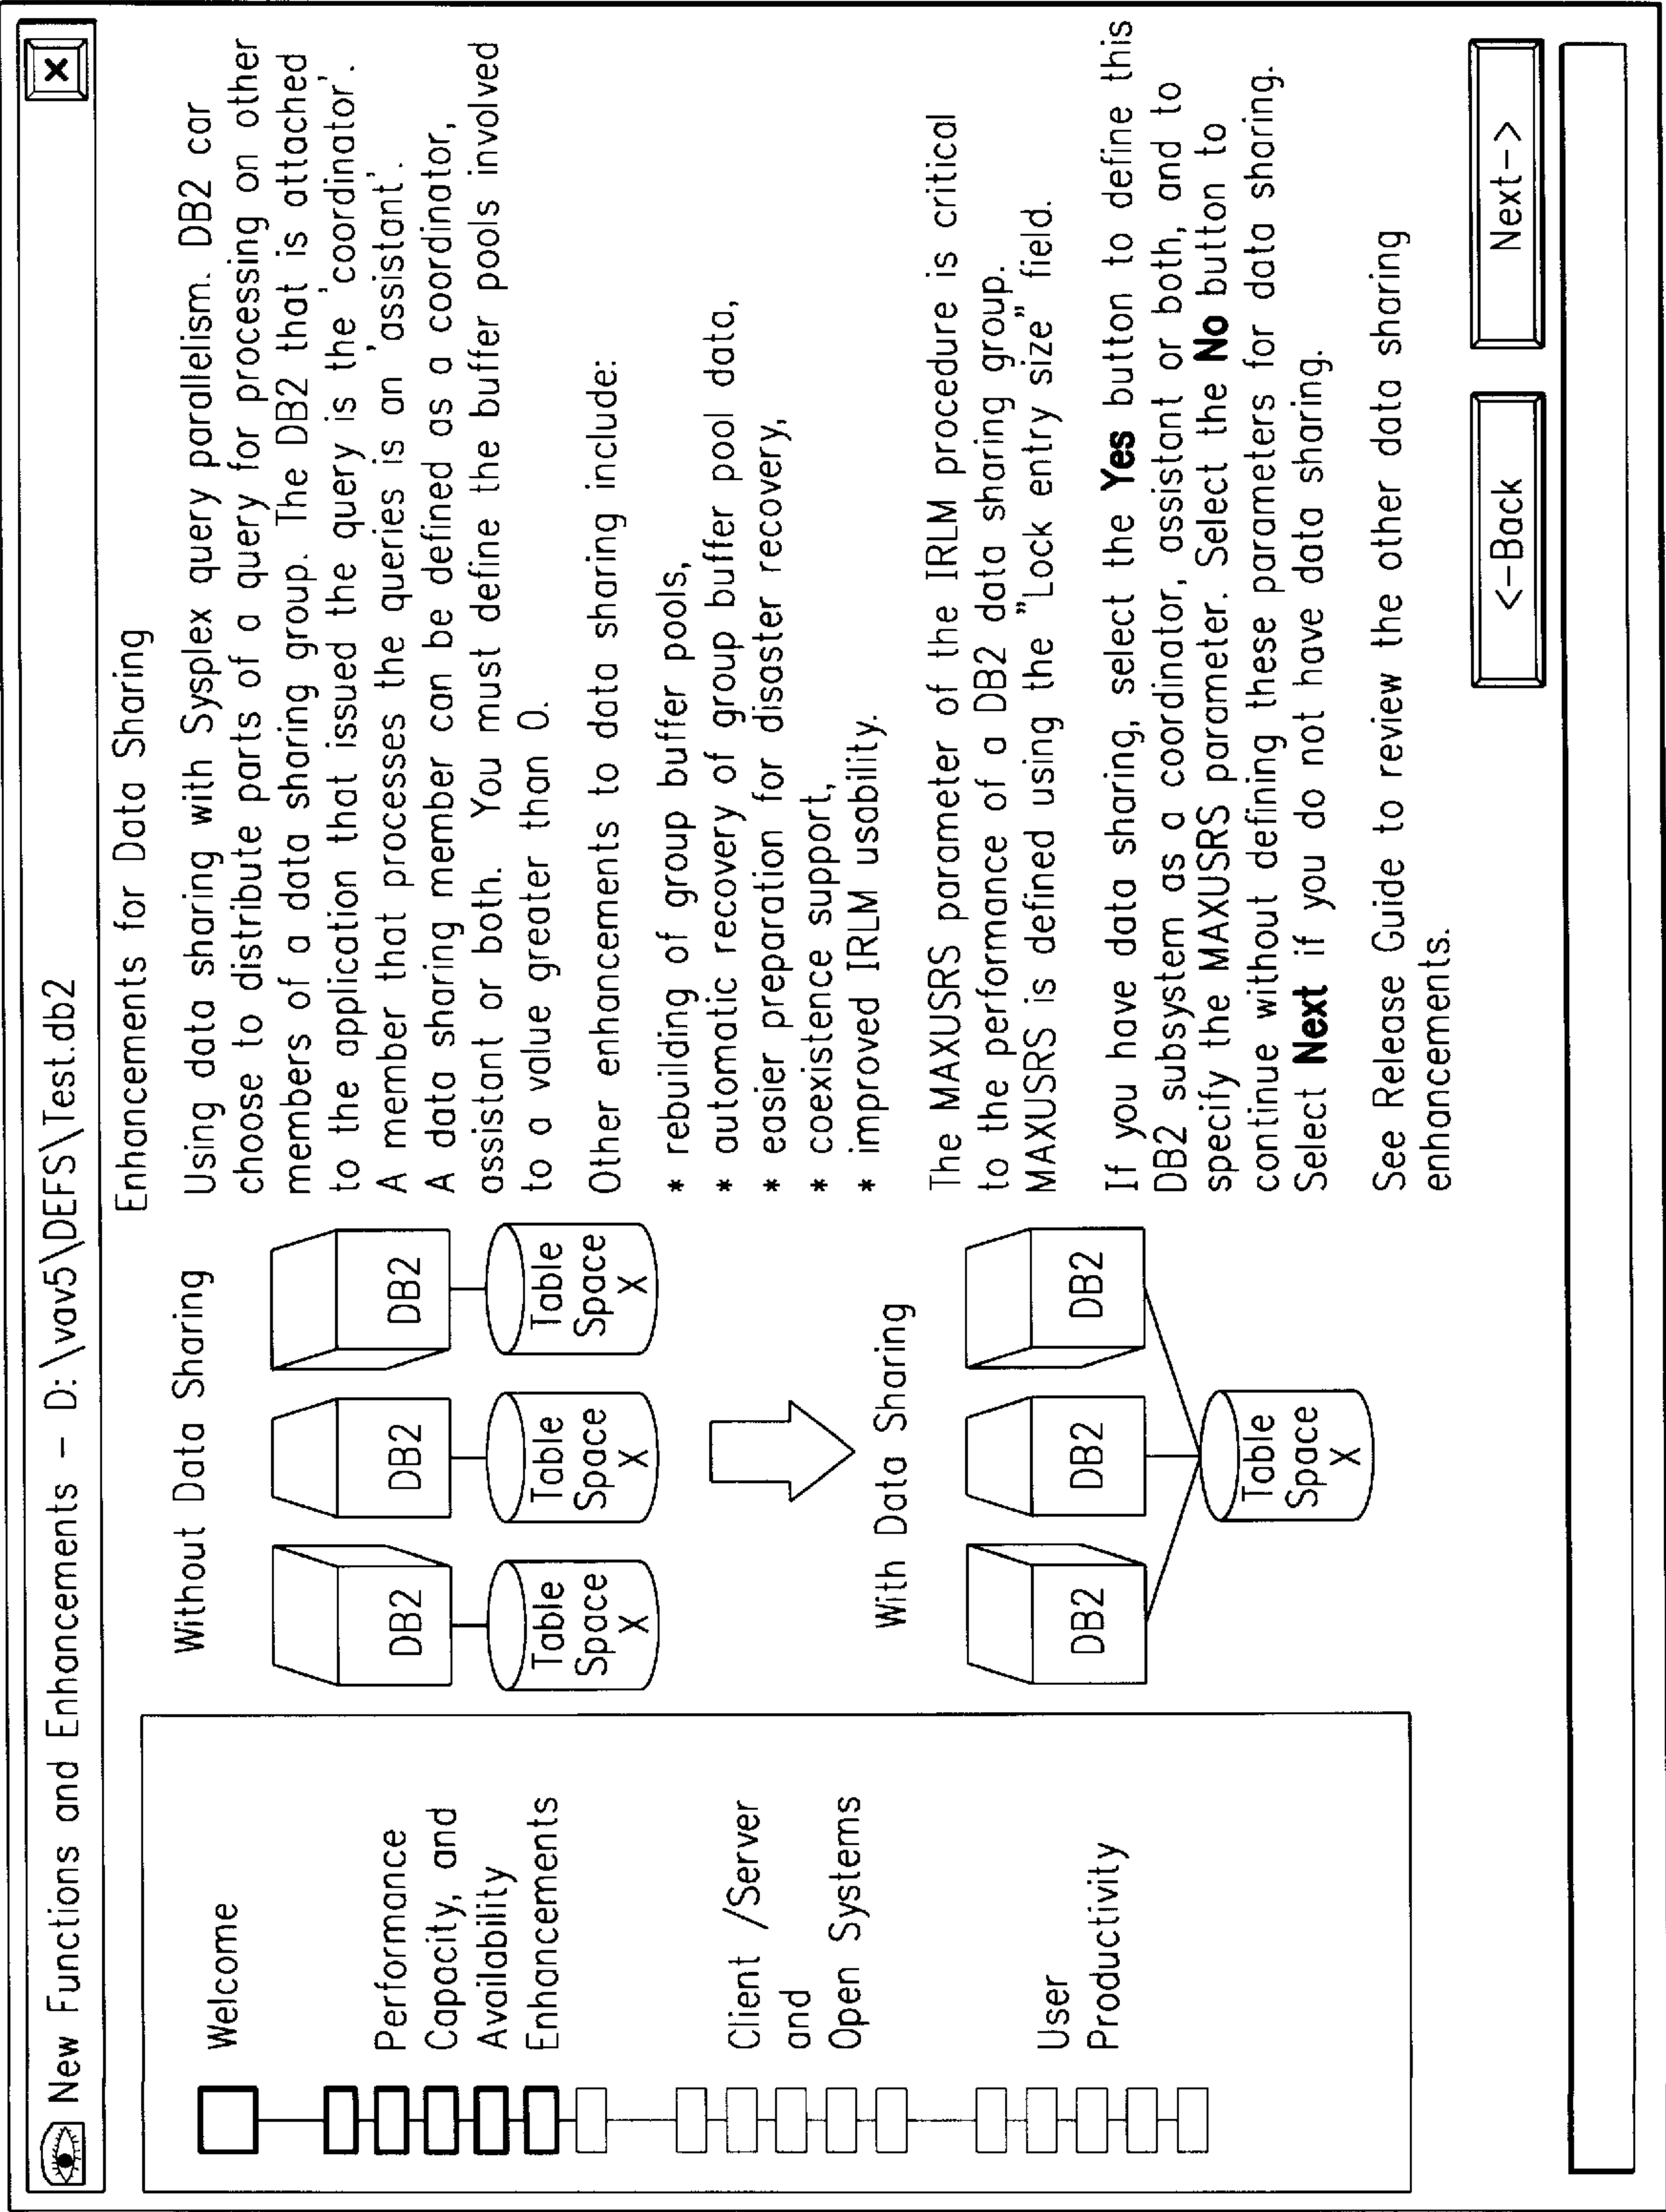 New Functions and Enhancements - D:\vav5\DEFS\Test.db2
x
Welcome
Performance
Capacity, and
Availability
Enhancements
Client /Server
and
Open Systems
User
Productivity
Without Data Sharing
DB2
DB2
DB2
Table
Space
X
Table
Space
X
Table
Space
X
With Data Sharing
DB2
DB2
DB2
Table
Space
X
Enhancements for Data Sharing
Using data sharing with Sysplex query parallelism. DB2 car
choose to distribute parts of a query for processing on other
members of a data sharing group. The DB2 that is attached
to the application that issued the query is the 'coordinator'.
A member that processes the queries is an 'assistant'.
A data sharing member can be defined as a coordinator,
assistant or both. You must define the buffer pools involved
to a value greater than 0.
Other enhancements to data sharing include:
* rebuilding of group buffer pools,
* automatic recovery of group buffer pool data,
* easier preparation for disaster recovery,
* coexistence support,
* improved IRLM usability.
The MAXUSRS parameter of the IRLM procedure is critical
to the performance of a DB2 data sharing group.
MAXUSRS is defined using the "Lock entry size" field.
If you have data sharing, select the Yes button to define this
DB2 subsystem as a coordinator, assistant or both, and to
specify the MAXUSRS parameter. Select the No button to
continue without defining these parameters for data sharing.
Select Next if you do not have data sharing.
See Release Guide to review the other data sharing
enhancements.
<-Back
Next->